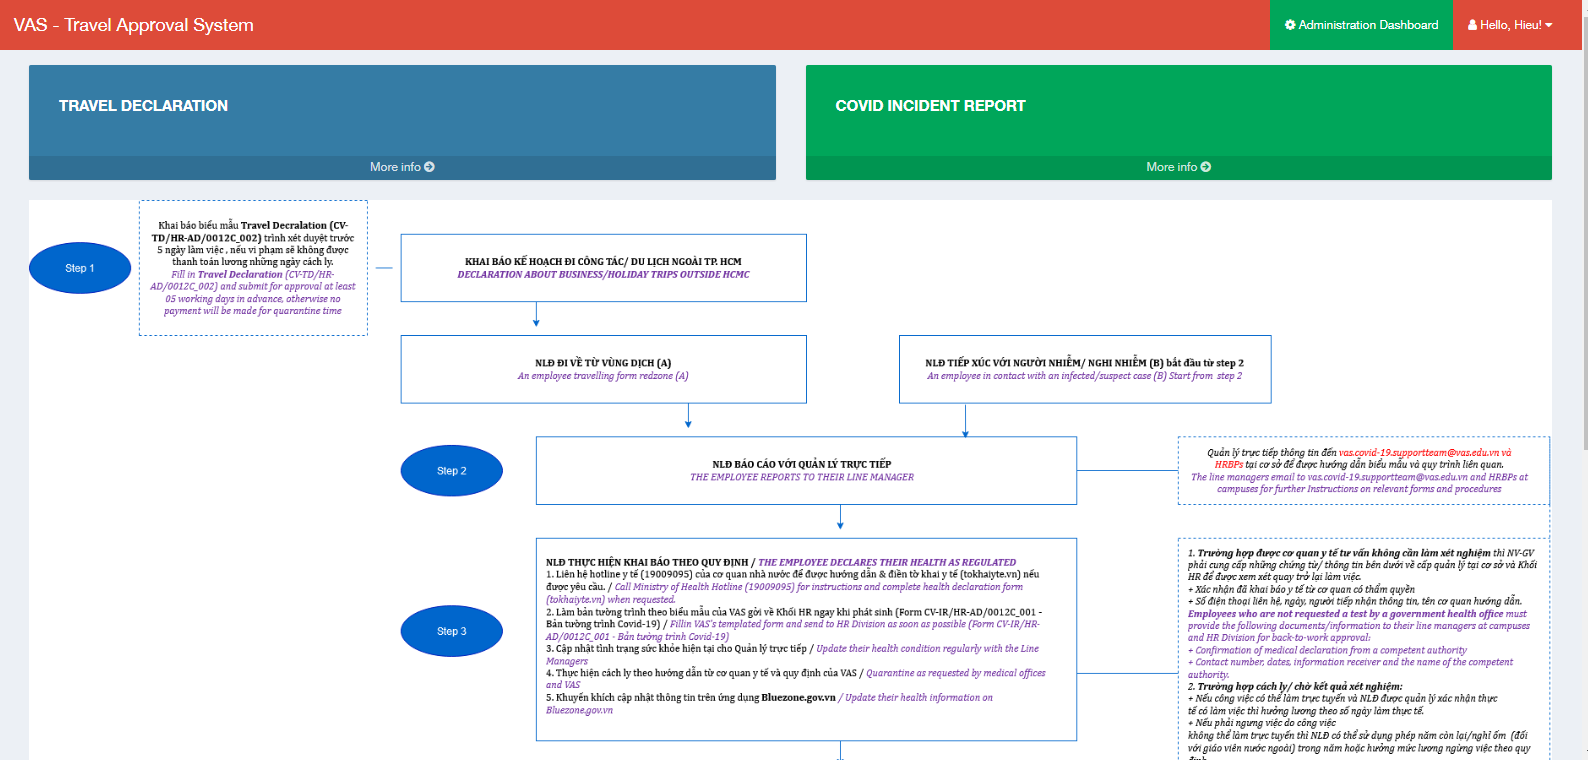 VAS - Travel Approval System
Administration Dashboard
Hello, Hieu!
TRAVEL DECLARATION
More info
COVID INCIDENT REPORT
More info
Step 1
Khai báo biểu mẫu Travel Decralation (CV-
TD/HR-AD/0012C_002) trình xét duyệt trước
5 ngày làm việc , nếu vi phạm sẽ không được
thanh toán lương những ngày cách ly.
Fill in Travel Declaration (CV-TD/HR-
AD/0012C_002) and submit for approval at least
05 working days in advance, otherwise no
payment will be made for quarantine time
KHAI BÁO KẾ HOẠCH ĐI CÔNG TÁC/ DU LỊCH NGOÀI TP. HCM
DECLARATION ABOUT BUSINESS/HOLIDAY TRIPS OUTSIDE HCMC
NLĐ ĐI VỀ TỪ VÙNG DỊCH (A)
An employee travelling form redzone (A)
NLĐ TIẾP XÚC VỚI NGƯỜI NHIỄM/ NGHI NHIỄM (B) bắt đầu từ step 2
An employee in contact with an infected/suspect case (B) Start from step 2
Step 2
NLĐ BÁO CÁO VỚI QUẢN LÝ TRỰC TIẾP
THE EMPLOYEE REPORTS TO THEIR LINE MANAGER
Quản lý trực tiếp thông tin đến vas.covid-19.supportteam@vas.edu.vn và
HRBPs tại cơ sở để được hướng dẫn biểu mẫu và quy trình liên quan.
The line managers email to vas.covid-19.supportteam@vas.edu.vn and HRBPs at
campuses for further Instructions on relevant forms and procedures
Step 3
NLĐ THỰC HIỆN KHAI BÁO THEO QUY ĐỊNH / THE EMPLOYEE DECLARES THEIR HEALTH AS REGULATED
1. Liên hệ hotline y tế (19009095) của cơ quan nhà nước để được hướng dẫn & điền tờ khai y tế (tokhaiyte.vn) nếu
được yêu cầu. / Call Ministry of Health Hotline (19009095) for instructions and complete health declaration form
(tokhaiyte.vn) when requested.
2. Làm bản tường trình theo biểu mẫu của VAS gởi về Khối HR ngay khi phát sinh (Form CV-IR/HR-AD/0012C_001 -
Bản tường trình Covid-19) / Fillin VAS's templated form and send to HR Division as soon as possible (Form CV-IR/HR-
AD/0012C_001 - Bản tường trình Covid-19)
3. Cập nhật tình trạng sức khỏe hiện tại cho Quản lý trực tiếp / Update their health condition regularly with the Line
Managers
4. Thực hiện cách ly theo hướng dẫn từ cơ quan y tế và quy định của VAS / Quarantine as requested by medical offices
and VAS
5. Khuyến khích cập nhật thông tin trên ứng dụng Bluezone.gov.vn / Update their health information on
Bluezone.gov.vn
1. Trường hợp được cơ quan y tế tư vấn không cần làm xét nghiệm thì NV-GV
phải cung cấp những chứng từ/ thông tin bên dưới về cấp quản lý tại cơ sở và Khối
HR để được xem xét quay trở lại làm việc.
+ Xác nhận đã khai báo y tế từ cơ quan có thẩm quyền
+ Số điện thoại liên hệ, ngày, người tiếp nhận thông tin, tên cơ quan hướng dẫn.
Employees who are not requested a test by a government health office must
provide the following documents/information to their line managers at campuses
and HR Division for back-to-work approval:
+ Confirmation of medical declaration from a competent authority
+ Contact number, dates, information receiver and the name of the competent
authority.
2. Trường hợp cách ly/ chờ kết quả xét nghiệm:
+ Nếu công việc có thể làm trực tuyến và NLĐ được quản lý xác nhận thực
tế có làm việc thì hưởng lương theo số ngày làm thực tế.
+ Nếu phải ngưng việc do công việc
không thể làm trực tuyến thì NLĐ có thể sử dụng phép năm còn lại/nghỉ ốm (đối
với giáo viên nước ngoài) trong năm hoặc hưởng mức lương ngừng việc theo quy